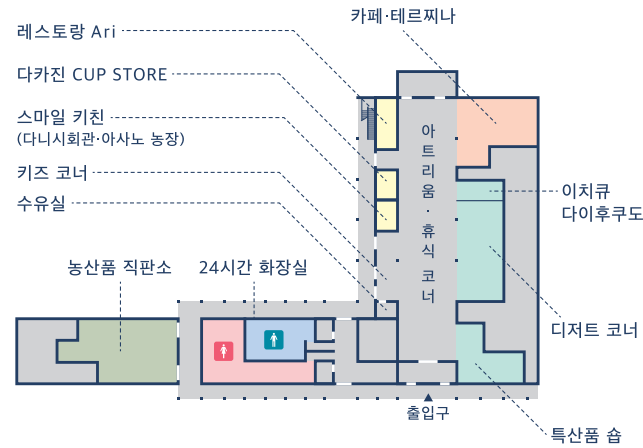 카페·테르찌나
레스토랑 Ari
다카진 CUP STORE
스마일 키친
(다니시회관·아사노 농장)
키즈 코너
수유실
농산품 직판소
24시간 화장실
아트리움·휴식 코너
이치큐
다이후쿠도
디저트 코너
출입구
특산품 숍